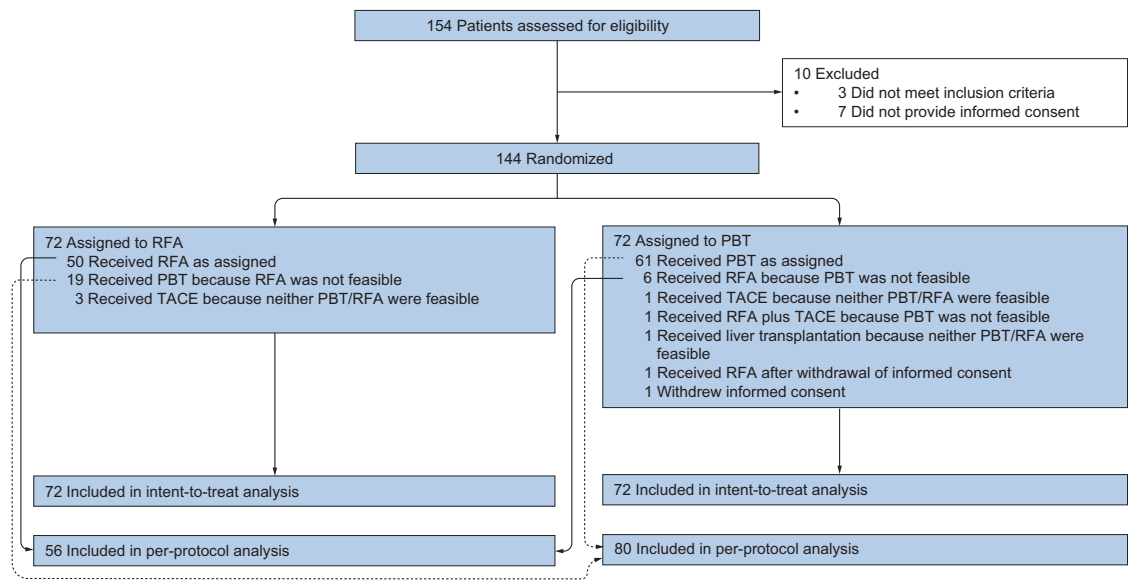 154 Patients assessed for eligibility
10 Excluded
• 3 Did not meet inclusion criteria
• 7 Did not provide informed consent
144 Randomized
72 Assigned to RFA
50 Received RFA as assigned
19 Received PBT because RFA was not feasible
3 Received TACE because neither PBT/RFA were feasible
72 Assigned to PBT
61 Received PBT as assigned
6 Received RFA because PBT was not feasible
1 Received TACE because neither PBT/RFA were feasible
1 Received RFA plus TACE because PBT was not feasible
1 Received liver transplantation because neither PBT/RFA were
feasible
1 Received RFA after withdrawal of informed consent
1 Withdrew informed consent
72 Included in intent-to-treat analysis
72 Included in intent-to-treat analysis
56 Included in per-protocol analysis
80 Included in per-protocol analysis